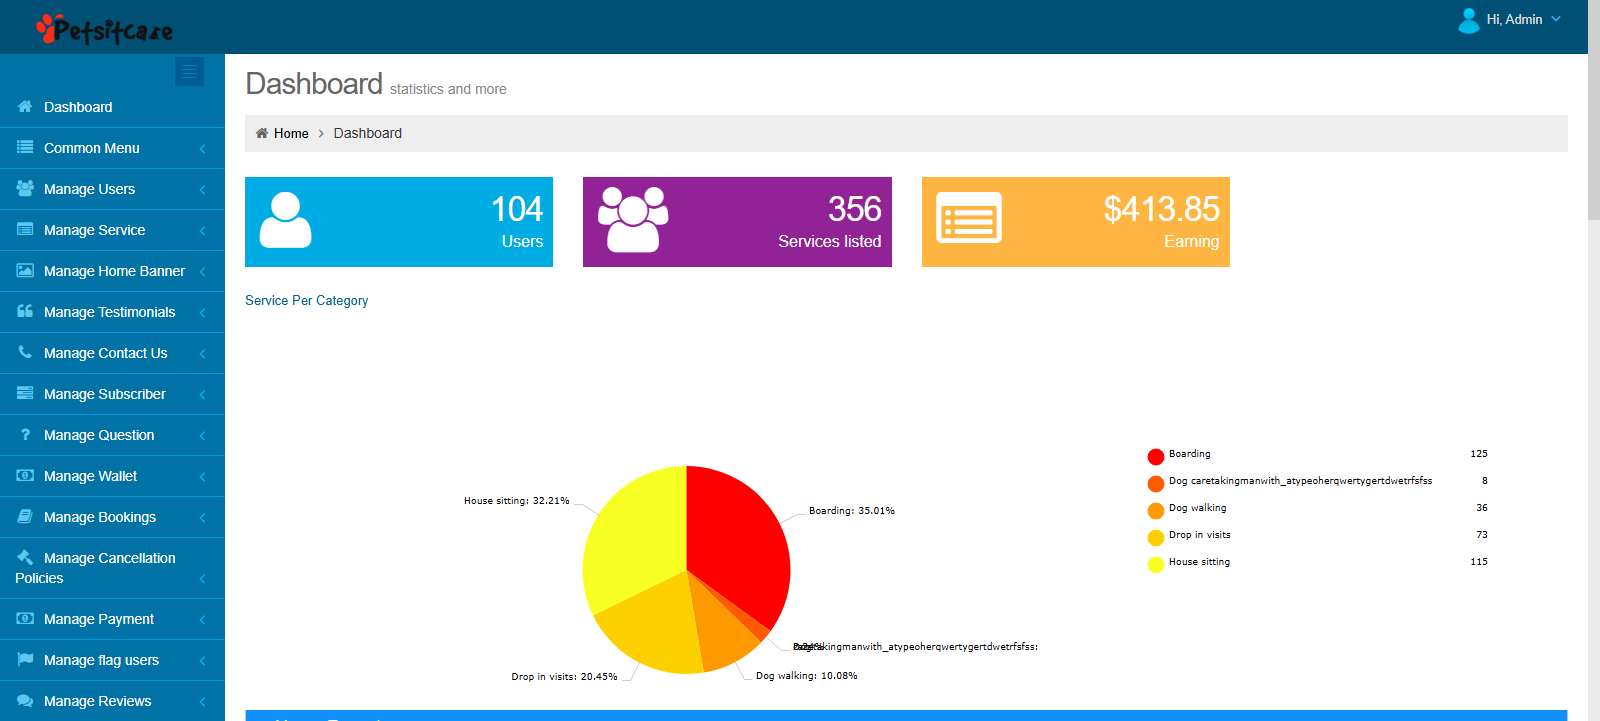 Petsitcare
Hi, Admin
Dashboard
Common Menu
Manage Users
Manage Service
Manage Home Banner
Manage Testimonials
Manage Contact Us
Manage Subscriber
Manage Question
Manage Wallet
Manage Bookings
Manage Cancellation
Policies
Manage Payment
Manage flag users
Manage Reviews
Dashboard statistics and more
Home > Dashboard
104
Users
356
Services listed
$413.85
Earning
Service Per Category
House sitting: 32.21%
Boarding: 35.01%
caretakingmanwith_atypeoherqwertygertdwetrfsfss:
Dog walking: 10.08%
Drop in visits: 20.45%
Boarding 125
Dog caretakingmanwith_atypeoherqwertygertdwetrfsfss 8
Dog walking 36
Drop in visits 73
House sitting 115